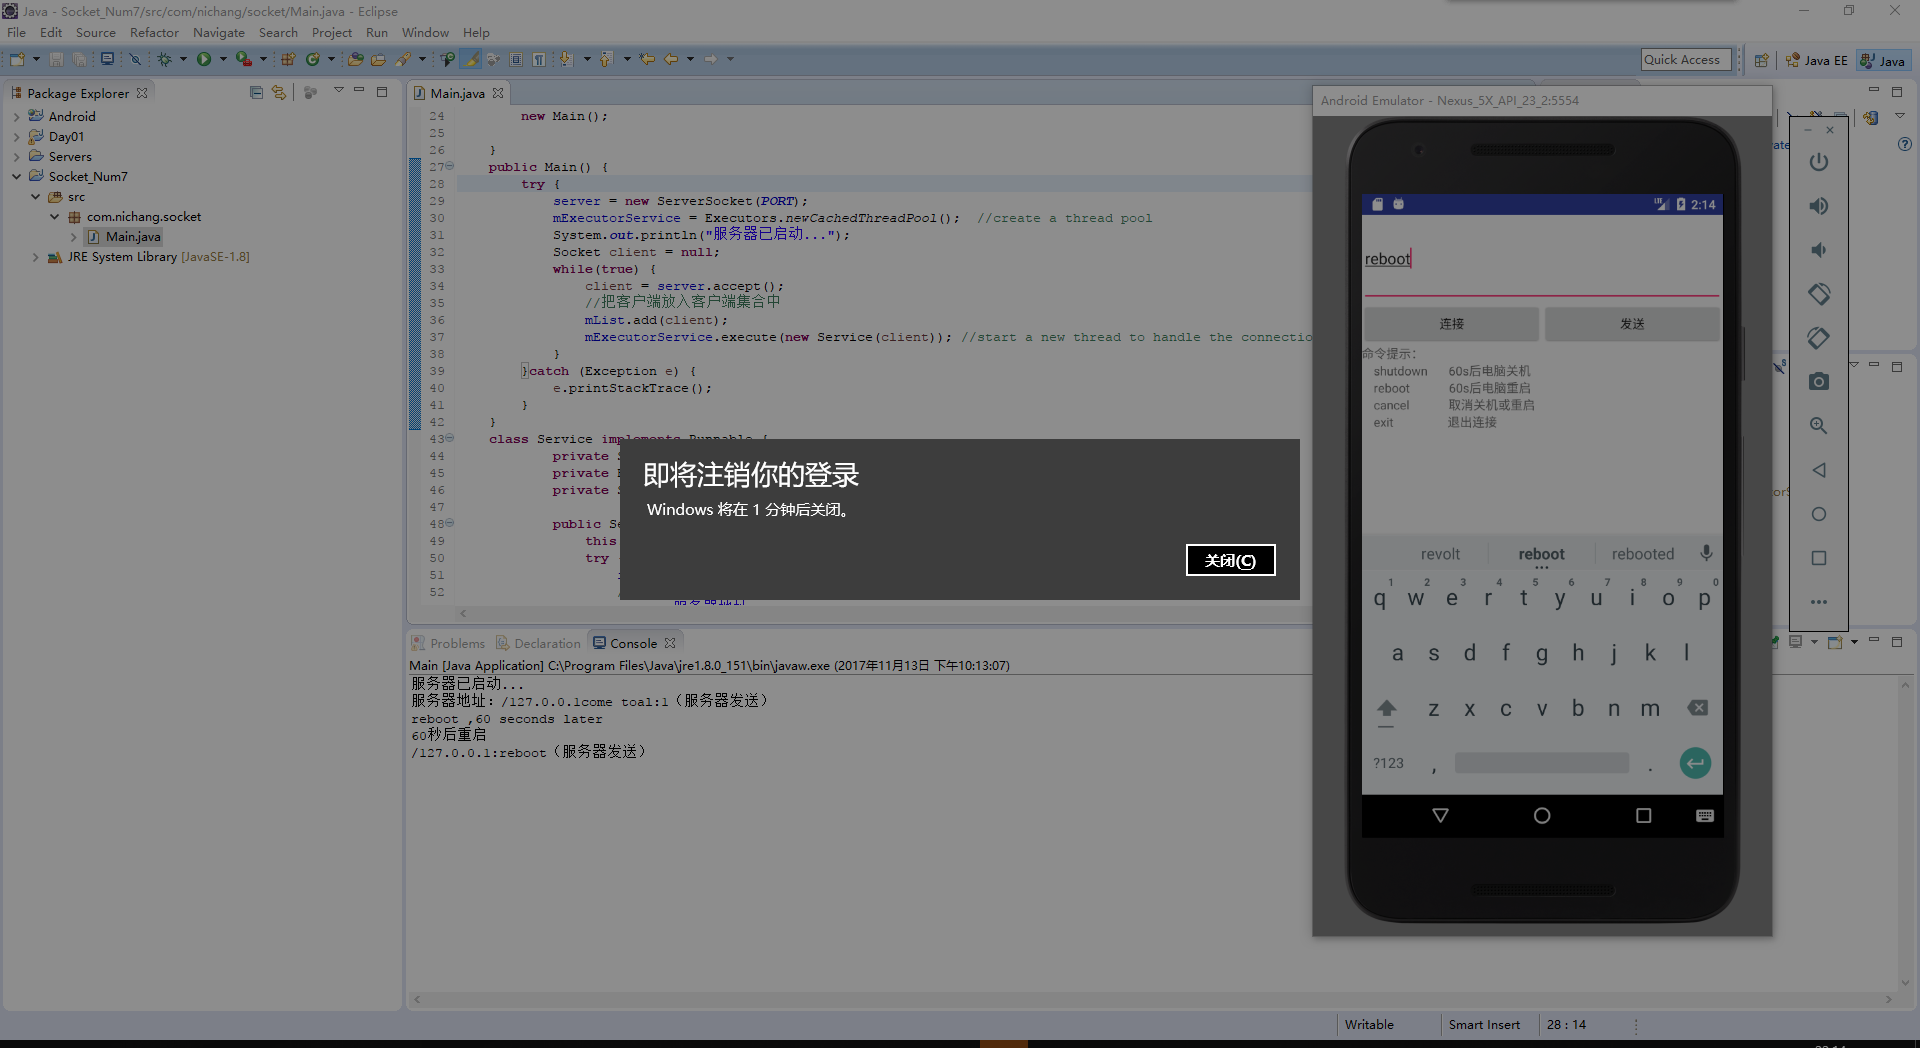 Java - Socket_Num7/src/com/nichang/socket/Main.java - Eclipse
File Edit Source Refactor Navigate Search Project Run Window Help
Quick Access
Java EE
Java
Package Explorer
Android
Day01
Servers
Socket_Num7
src
com.nichang.socket
Main.java
JRE System Library [JavaSE-1.8]
Main.java
24 new Main();
25
26 }
27 public Main() {
28 try {
29 server = new ServerSocket(PORT);
30 mExecutorService = Executors.newCachedThreadPool(); //create a thread pool
31 System.out.println("服务器已启动...");
32 Socket client = null;
33 while(true) {
34 client = server.accept();
35 //把客户端放入客户端集合中
36 mList.add(client);
37 mExecutorService.execute(new Service(client)); //start a new thread to handle the connectio
38 }
39 }catch (Exception e) {
40 e.printStackTrace();
41 }
42 }
43 class Service implements Runnable {
44 private
45 private
46 private
47
48 public Se
49 this
50 try
51
52
即将注销你的登录
Windows 将在 1 分钟后关闭。
关闭(C)
Problems
Declaration
Console
Main [Java Application] C:\Program Files\Java\jre1.8.0_151\bin\javaw.exe (2017年11月13日 下午10:13:07)
服务器已启动...
服务器地址：/127.0.0.1come toal:1（服务器发送）
reboot ,60 seconds later
60秒后重启
/127.0.0.1:reboot（服务器发送）
Android Emulator - Nexus_5X_API_23_2:5554
LTE 2:14
reboot
连接
发送
命令提示：
shutdown 60s后电脑关机
reboot 60s后电脑重启
cancel 取消关机或重启
exit 退出连接
revolt reboot rebooted
1 2 3 4 5 6 7 8 9 0
q w e r t y u i o p
a s d f g h j k l
z x c v b n m
?123 , .
Writable
Smart Insert
28 : 14